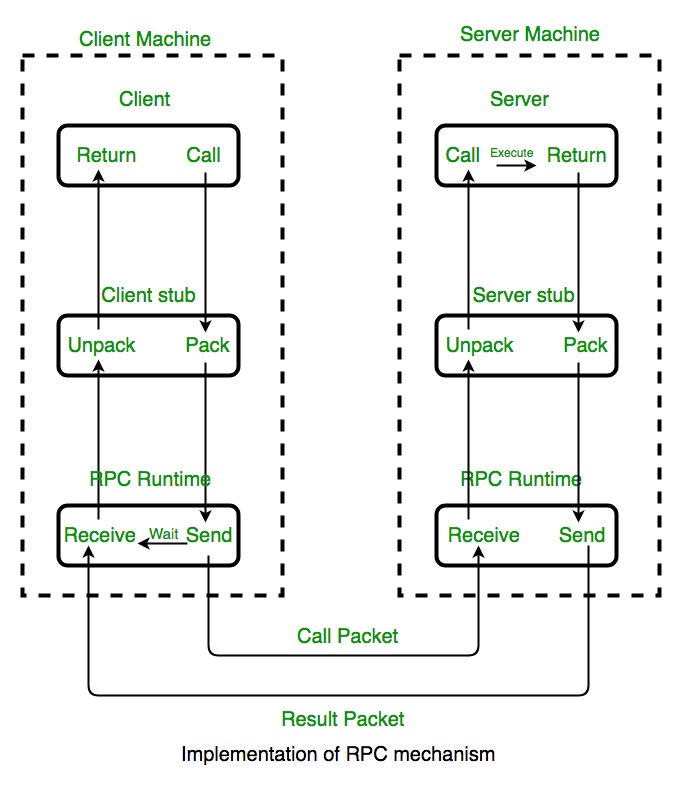 Client Machine
Server Machine
Client
Server
Return Call
Call Execute Return
Client stub
Server stub
Unpack Pack
Unpack Pack
RPC Runtime
RPC Runtime
Receive Wait Send
Receive Send
Call Packet
Result Packet
Implementation of RPC mechanism